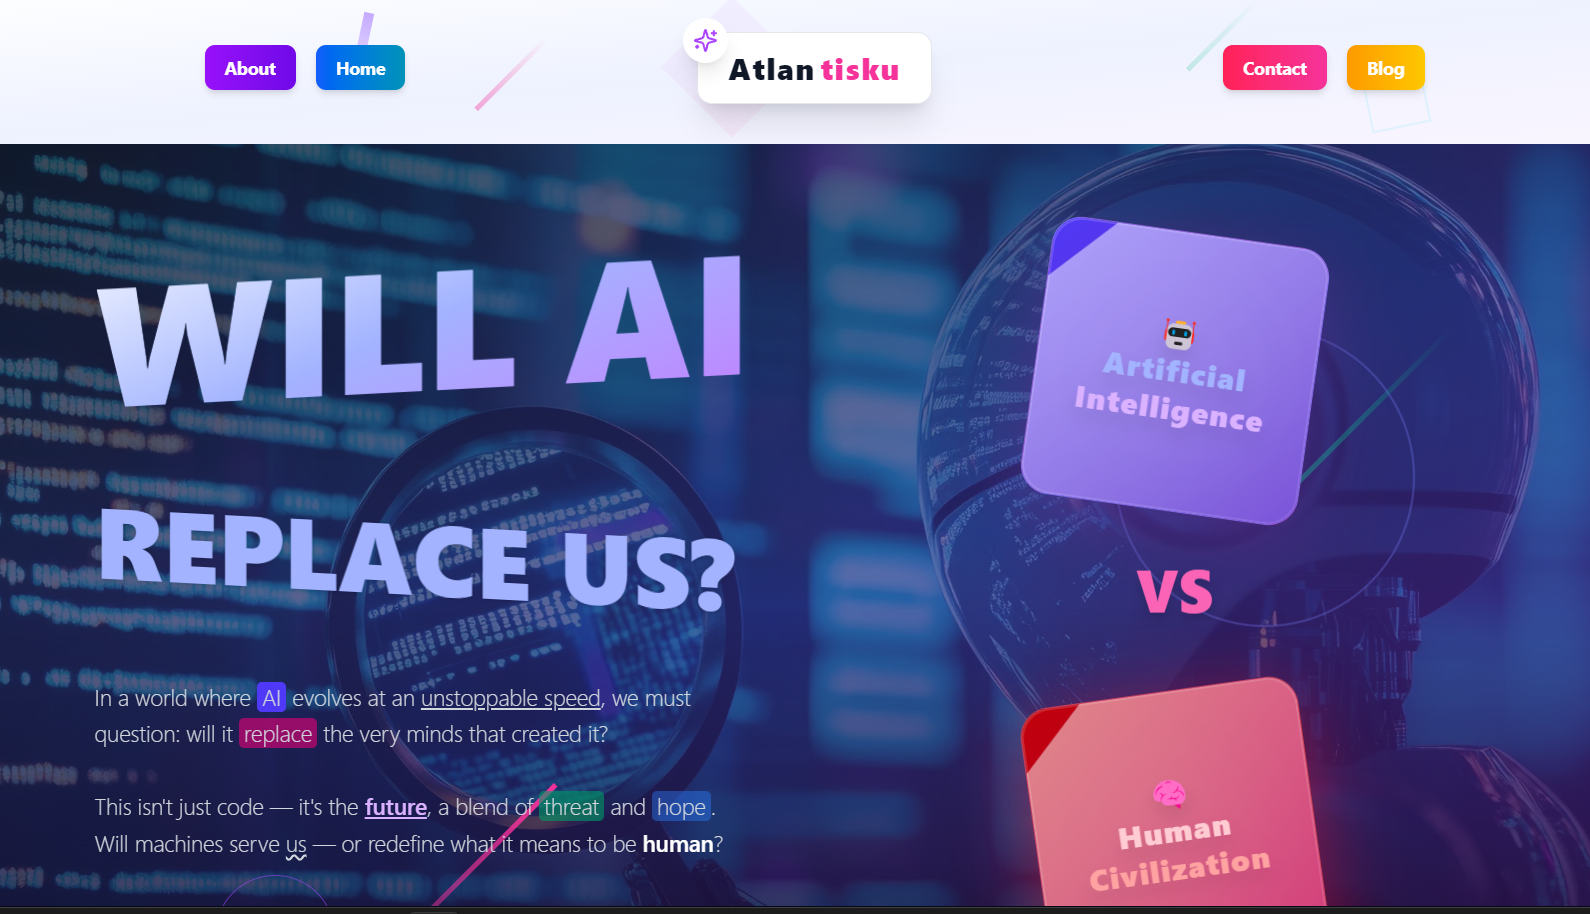 About
Home
Atlantisku
Contact
Blog
WILL AI
REPLACE US?
In a world where AI evolves at an unstoppable speed, we must
question: will it replace the very minds that created it?
This isn't just code — it's the future, a blend of threat and hope.
Will machines serve us — or redefine what it means to be human?
Artificial
Intelligence
VS
Human
Civilization